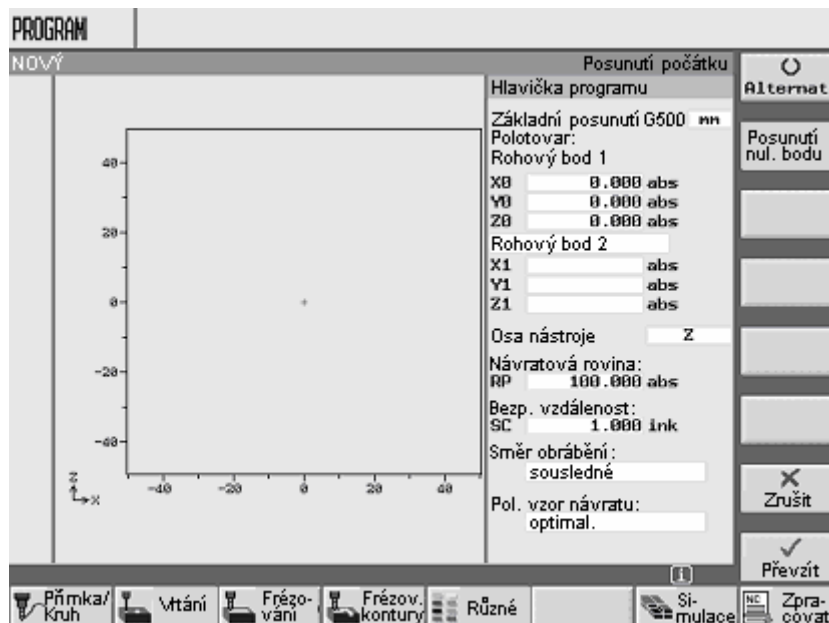 PROGRAM
NOVÝ
Posunutí počátku
Hlavička programu
Základní posunutí G500 mm
Polotovar:
Rohový bod 1
X0 0.000 abs
Y0 0.000 abs
Z0 0.000 abs
Rohový bod 2
X1 abs
Y1 abs
Z1 abs
Osa nástroje Z
Návratová rovina:
RP 100.000 abs
Bezp. vzdálenost:
SC 1.000 ink
Směr obrábění:
sousledné
Pol. vzor návratu:
optimal.
40
20
0
-20
-40
-40 -20 0 20 40
Z
X
Alternat
Posunutí
nul. bodu
Zrušit
Převzít
i
Přímka/
Kruh
Vrtání
Frézo-
vání
Frézov.
kontury
Různé
Si-
mulace
NC
Zpra-
covat